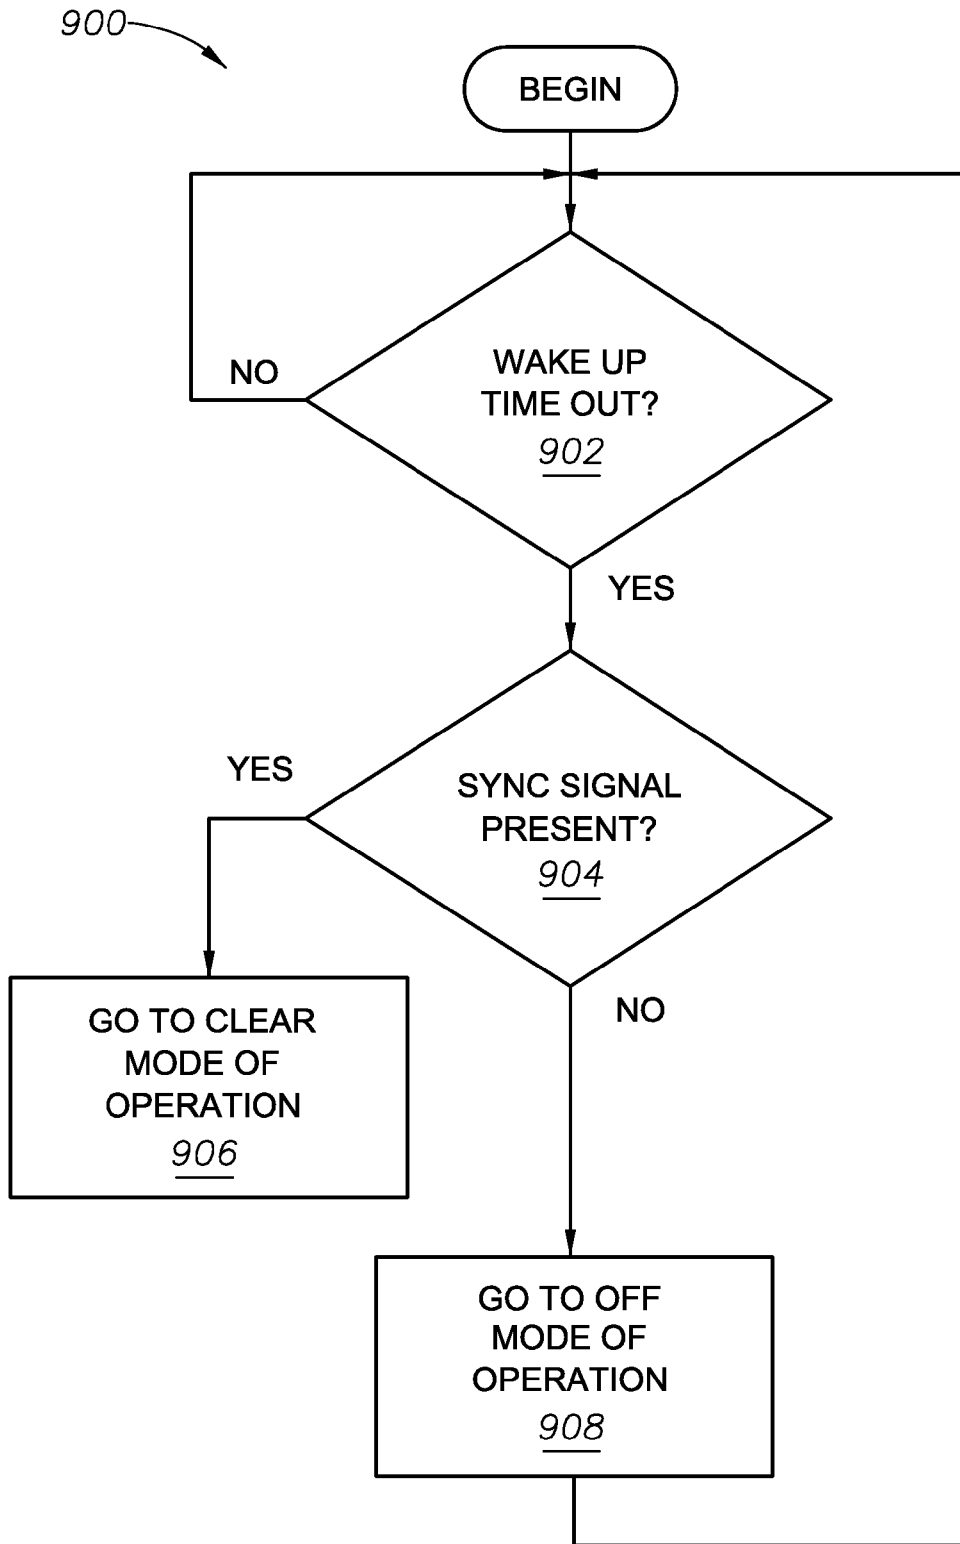 900
BEGIN
NO
WAKE UP
TIME OUT?
902
YES
YES
SYNC SIGNAL
PRESENT?
904
NO
GO TO CLEAR
MODE OF
OPERATION
906
GO TO OFF
MODE OF
OPERATION
908